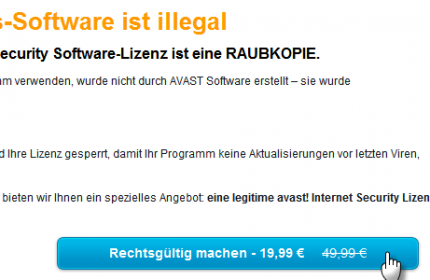 s-Software ist illegal
ecurity Software-Lizenz ist eine RAUBKOPIE.
m verwenden, wurde nicht durch AVAST Software erstellt – sie wurde
d Ihre Lizenz gesperrt, damit Ihr Programm keine Aktualisierungen vor letzten Viren,
bieten wir Ihnen ein spezielles Angebot: eine legitime avast! Internet Security Lizen
Rechtsgültig machen - 19,99 € 49,99 €